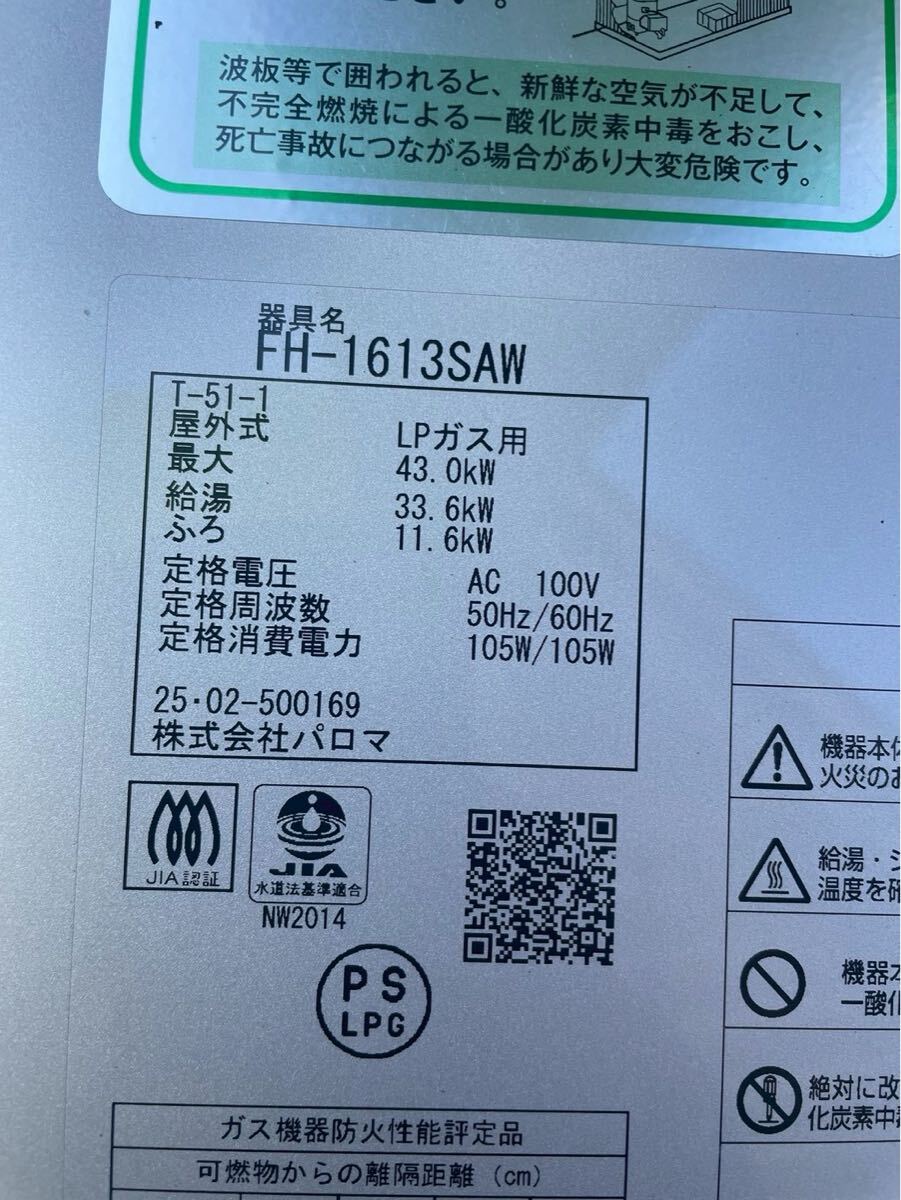 波板等で囲われると、新鮮な空気が不足して、
不完全燃焼による一酸化炭素中毒をおこし、
死亡事故につながる場合があり大変危険です。
器具名
FH-1613SAW
T-51-1
屋外式 LPガス用
最大 43.0kW
給湯 33.6kW
ふろ 11.6kW
定格電圧 AC 100V
定格周波数 50Hz/60Hz
定格消費電力 105W/105W
25・02-500169
株式会社パロマ
JIA認証
JIA
水道法基準適合
NW2014
PS
LPG
機器本体
火災のお
給湯・シ
温度を確
機器本
一酸化
絶対に改
化炭素中毒
ガス機器防火性能評定品
可燃物からの離隔距離 (cm)